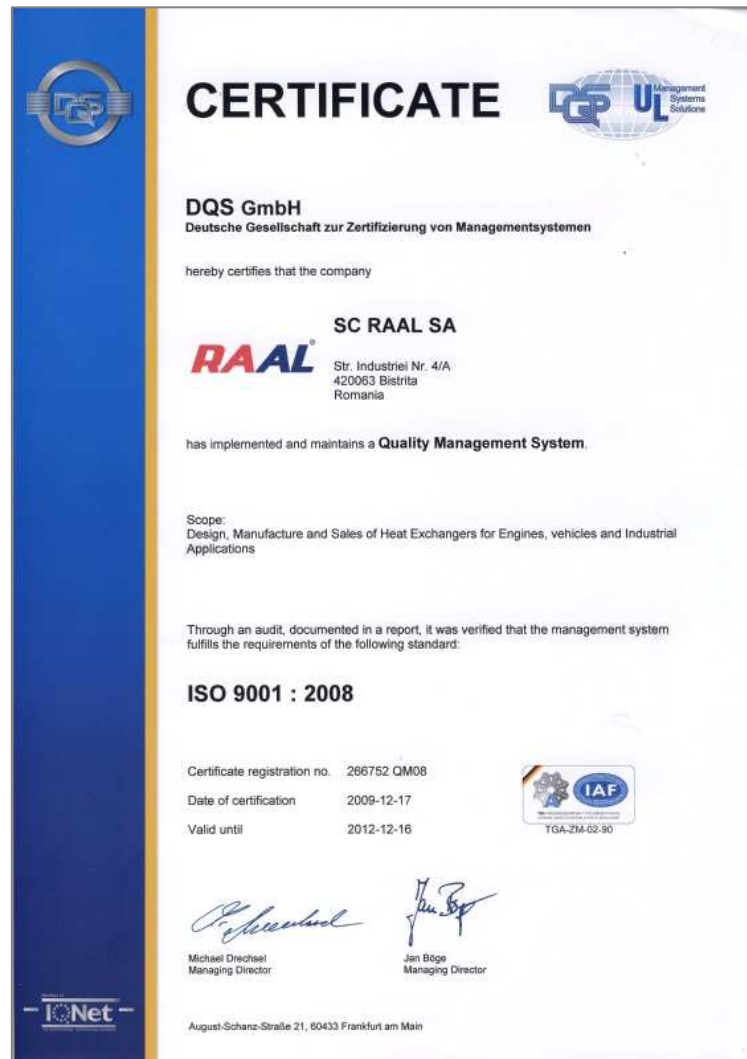 DQS
CERTIFICATE
DQS UL Management
Systems
Solutions
DQS GmbH
Deutsche Gesellschaft zur Zertifizierung von Managementsystemen
hereby certifies that the company
SC RAAL SA
RAAL®
Str. Industriei Nr. 4/A
420063 Bistrita
Romania
has implemented and maintains a Quality Management System.
Scope:
Design, Manufacture and Sales of Heat Exchangers for Engines, vehicles and Industrial
Applications
Through an audit, documented in a report, it was verified that the management system
fulfills the requirements of the following standard:
ISO 9001 : 2008
Certificate registration no. 266752 QM08
Date of certification 2009-12-17
Valid until 2012-12-16
IAF
TGA-ZM-02-90
Michael Drechsel
Managing Director
Jan Böge
Managing Director
IQNet
August-Schanz-Straße 21, 60433 Frankfurt am Main